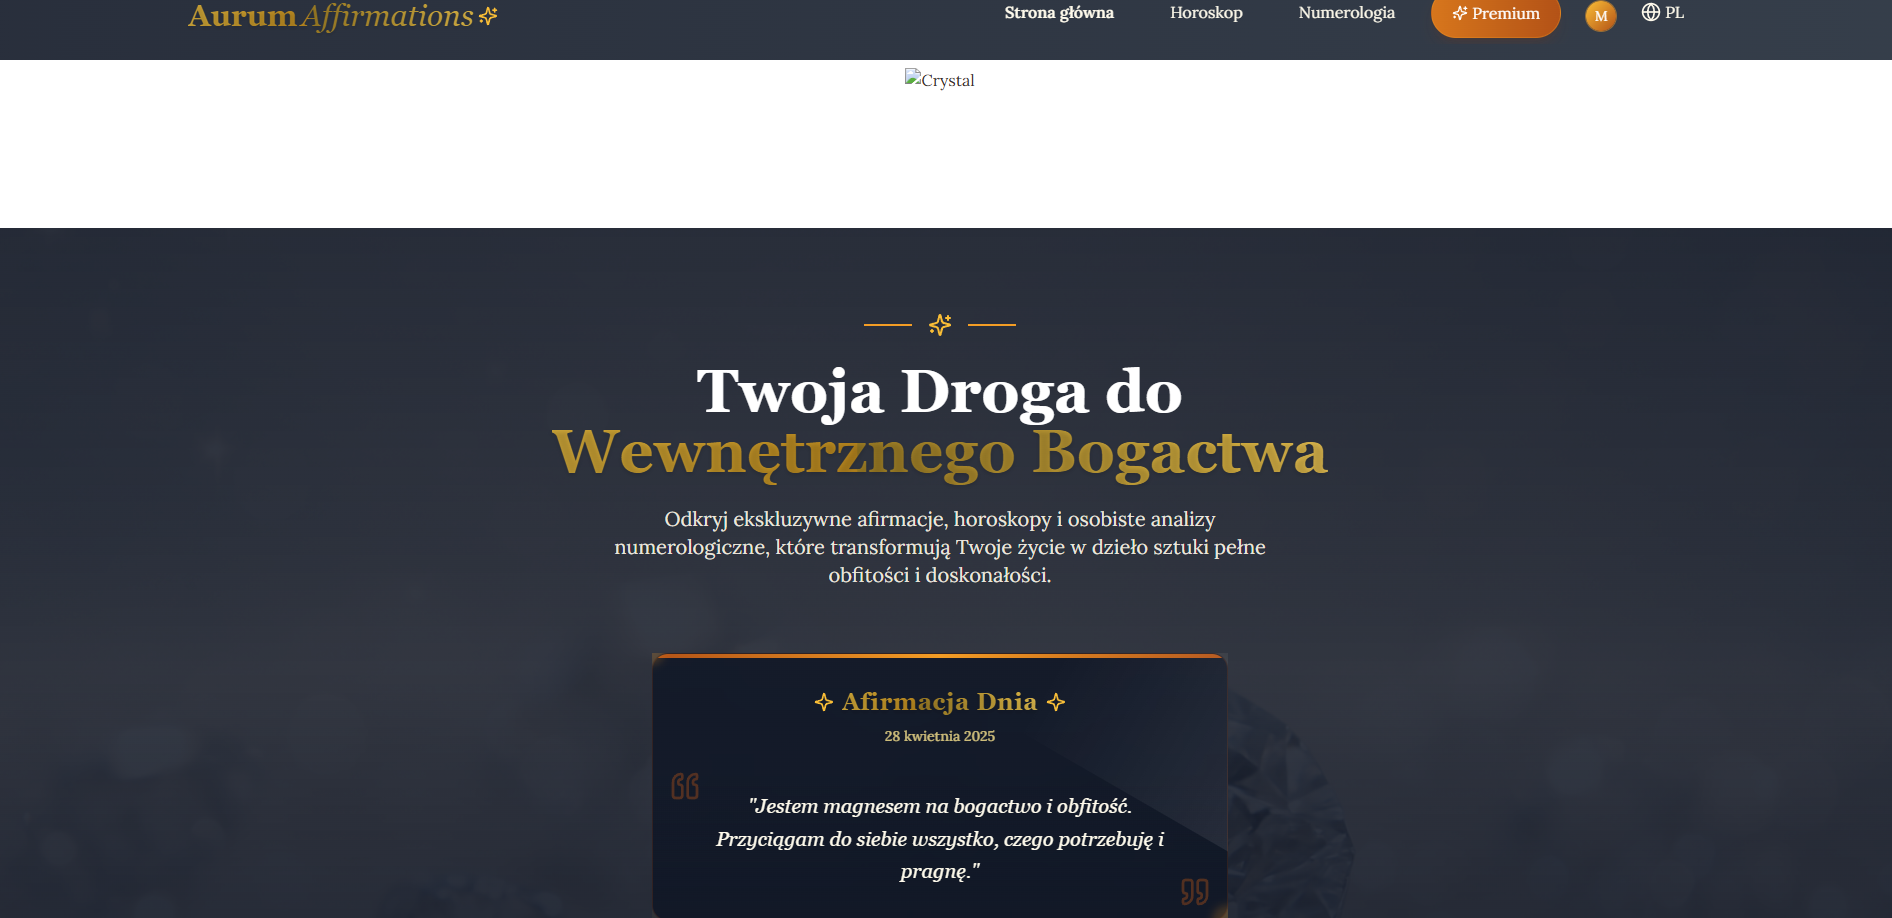 Aurum Affirmations
Strona główna
Horoskop
Numerologia
Premium
M
PL
Crystal
Twoja Droga do
Wewnętrznego Bogactwa
Odkryj ekskluzywne afirmacje, horoskopy i osobiste analizy
numerologiczne, które transformują Twoje życie w dzieło sztuki pełne
obfitości i doskonałości.
Afirmacja Dnia
28 kwietnia 2025
"Jestem magnesem na bogactwo i obfitość.
Przyciągam do siebie wszystko, czego potrzebuję i
pragnę."